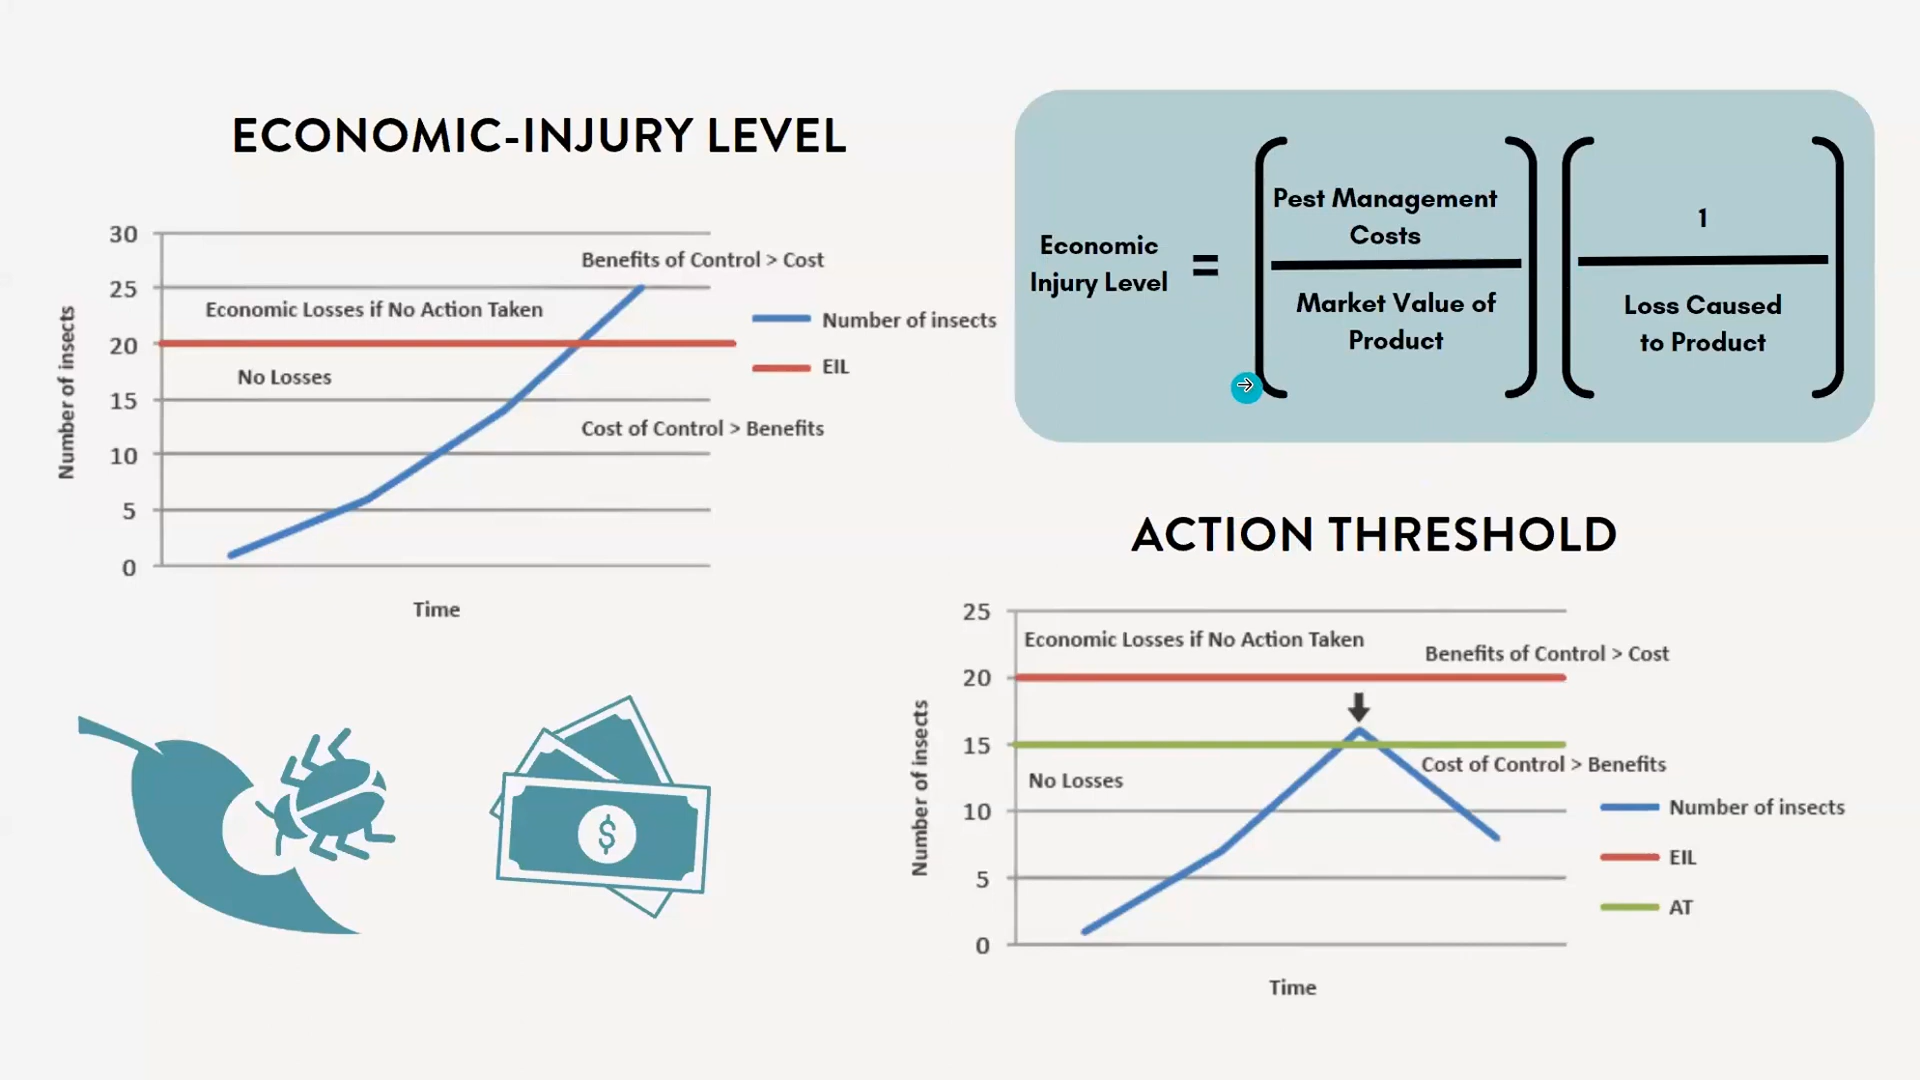 ECONOMIC-INJURY LEVEL
30
25
20
15
10
5
0
Number of insects
Benefits of Control > Cost
Economic Losses if No Action Taken
No Losses
Cost of Control > Benefits
Number of insects
EIL
Time
Economic
Injury Level
=
Pest Management
Costs
Market Value of
Product
1
Loss Caused
to Product
ACTION THRESHOLD
25
20
15
10
5
0
Number of insects
Economic Losses if No Action Taken
Benefits of Control > Cost
No Losses
Cost of Control > Benefits
Number of insects
EIL
AT
Time
$